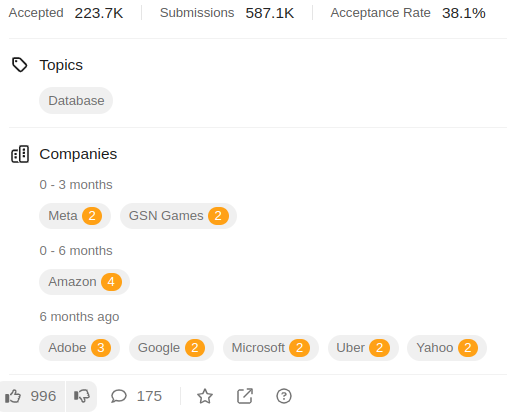 Accepted 223.7K Submissions 587.1K Acceptance Rate 38.1%
Topics
Database
Companies
0 - 3 months
Meta 2 GSN Games 2
0 - 6 months
Amazon 4
6 months ago
Adobe 3 Google 2 Microsoft 2 Uber 2 Yahoo 2
996 175 ?